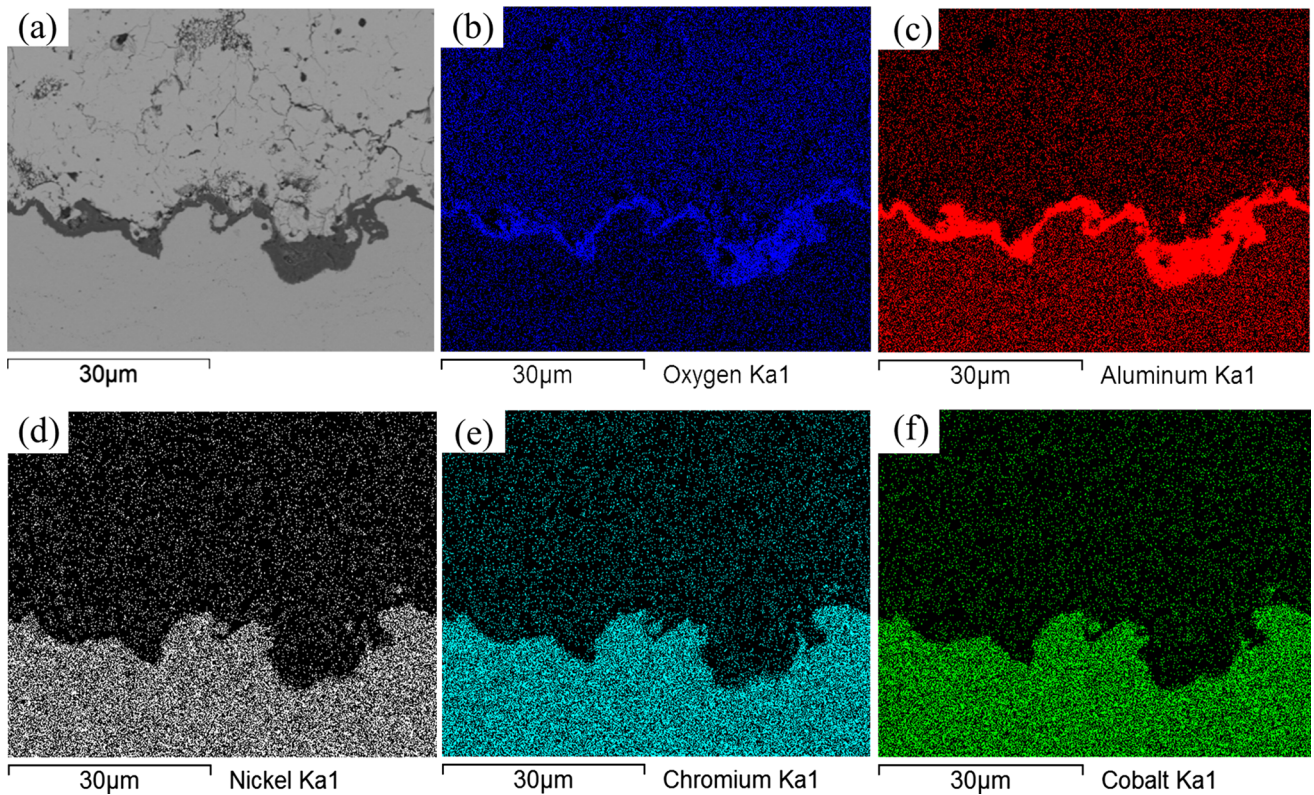 (a)
(b)
(c)
30μm
30μm Oxygen Ka1
30μm Aluminum Ka1
(d)
(e)
(f)
30μm Nickel Ka1
30μm Chromium Ka1
30μm Cobalt Ka1